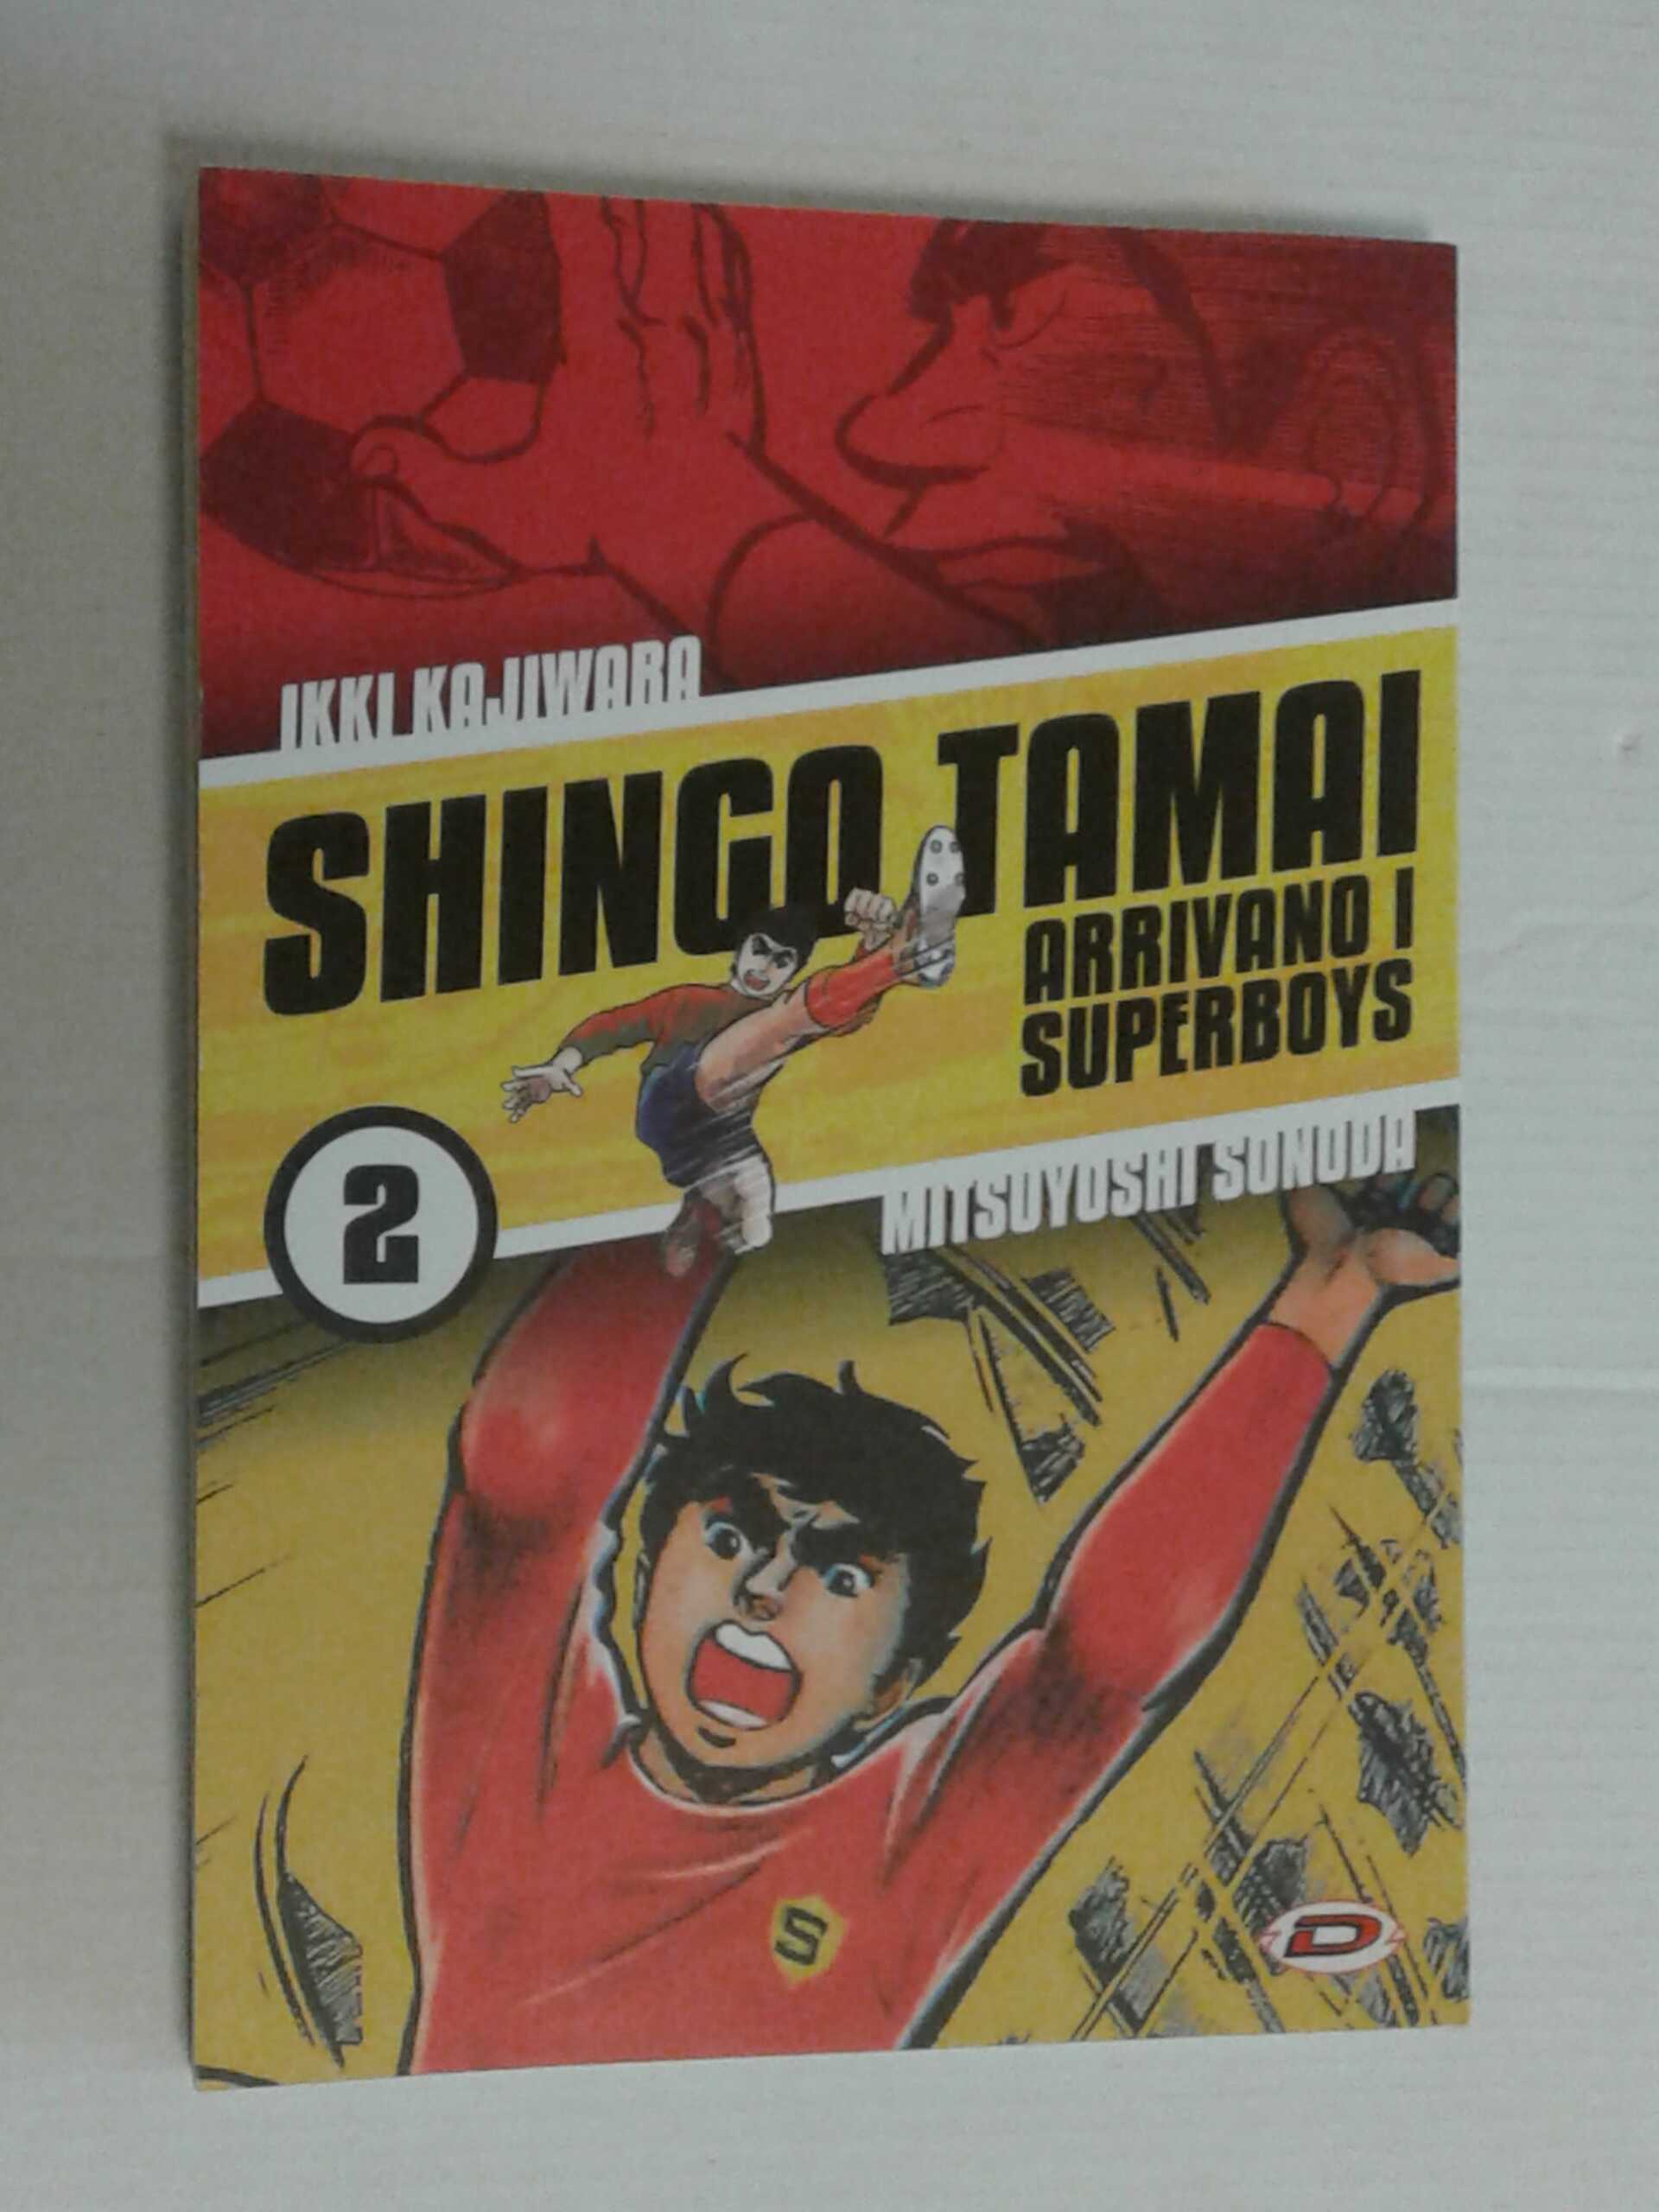 IKKI KAJIWARA
SHINGO TAMAI
ARRIVANO I
SUPERBOYS
2
MITSUYOSHI SONODA
S
D